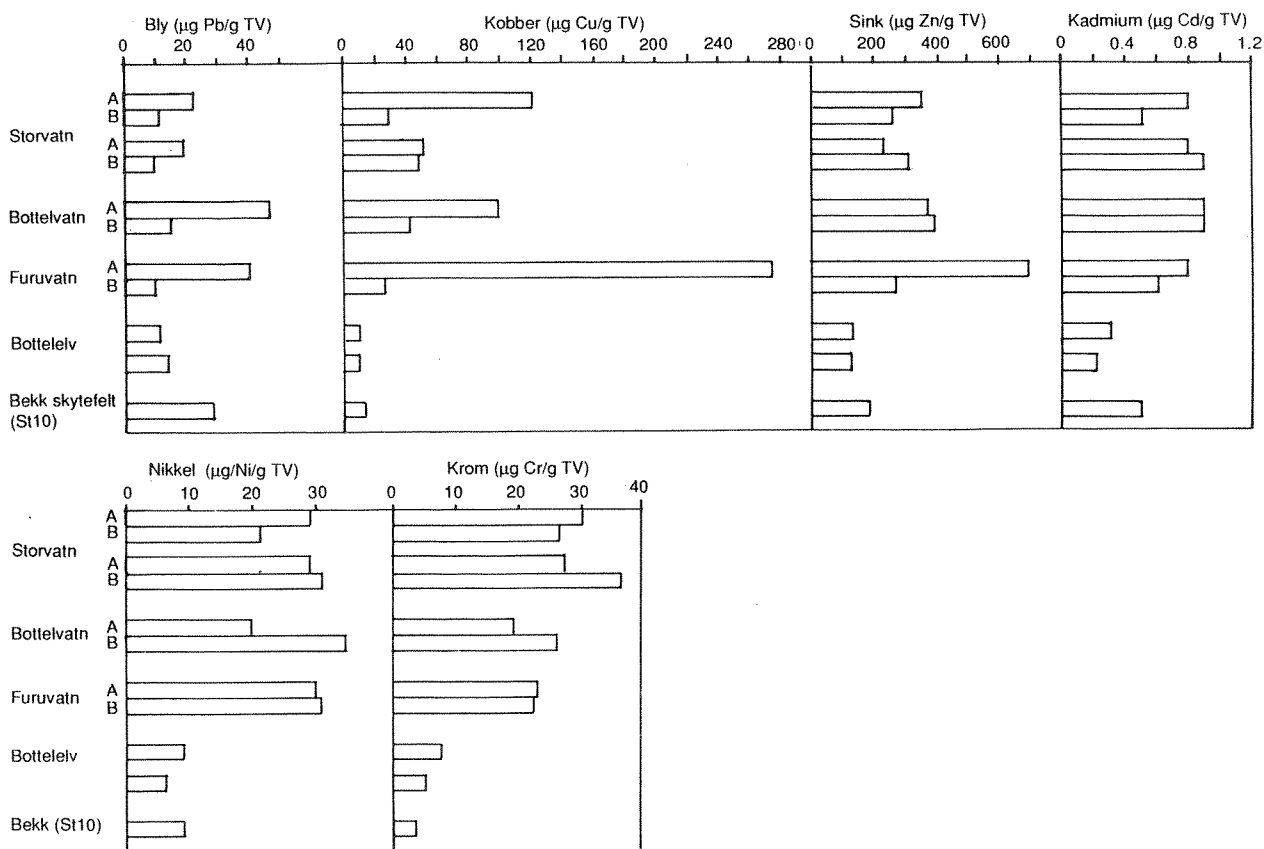 Bly (µg Pb/g TV) Kobber (µg Cu/g TV) Sink (µg Zn/g TV) Kadmium (µg Cd/g TV)
0 20 40 0 40 80 120 160 200 240 280 0 200 400 600 0 0.4 0.8 1.2
A
B
Storvatn
A
B
A
Bottelvatn
B
A
Furuvatn
B
Bottelelv
Bekk skytefelt
(St10)
Nikkel (µg/Ni/g TV) Krom (µg Cr/g TV)
0 10 20 30 0 10 20 30 40
A
B
Storvatn
A
B
A
Bottelvatn
B
A
Furuvatn
B
Bottelelv
Bekk (St10)